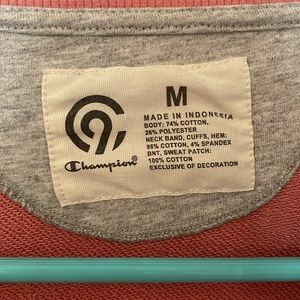 C9
Champion®
M
MADE IN INDONESIA
BODY: 74% COTTON,
26% POLYESTER
NECK BAND, CUFFS, HEM:
96% COTTON, 4% SPANDEX
BNT, SWEAT PATCH:
100% COTTON
EXCLUSIVE OF DECORATION